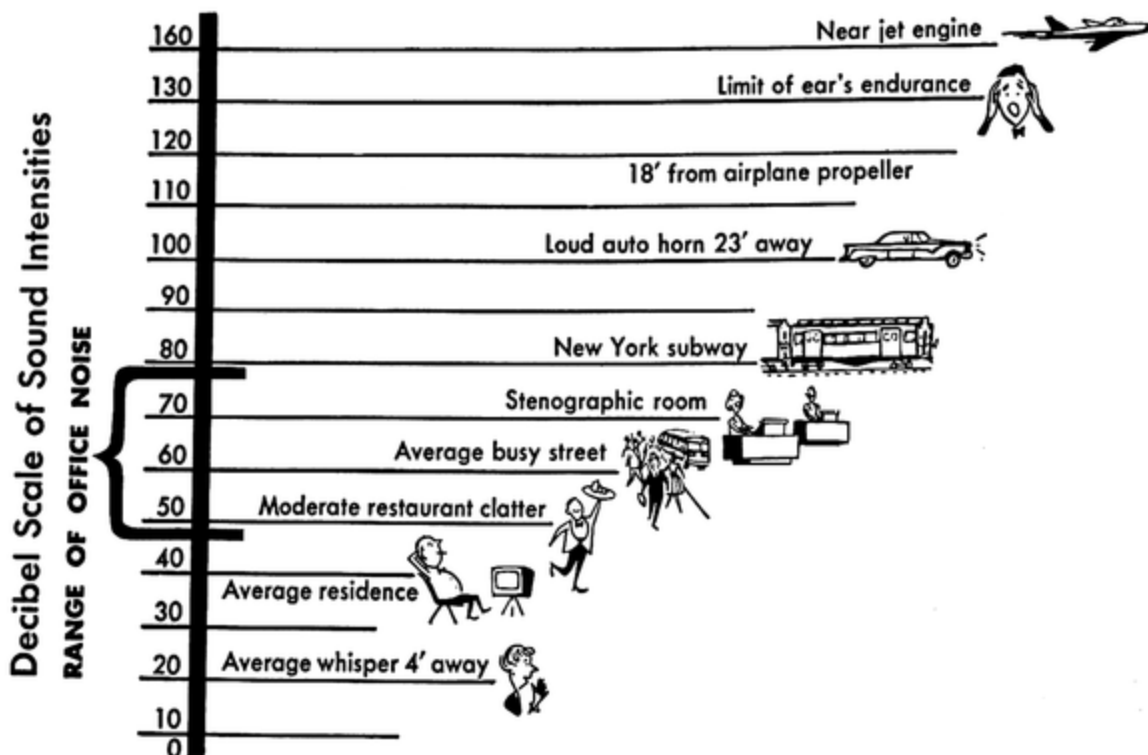 Decibel Scale of Sound Intensities
RANGE OF OFFICE NOISE
160 Near jet engine
130 Limit of ear's endurance
120
18' from airplane propeller
110
100 Loud auto horn 23' away
90
80 New York subway
70 Stenographic room
60 Average busy street
50 Moderate restaurant clatter
40
Average residence
30
20 Average whisper 4' away
10
0